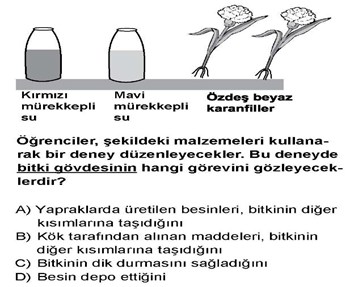 Kırmızı mürekkepli su
Mavi mürekkepli su
Özdeş beyaz karanfiller
Öğrenciler, şekildeki malzemeleri kullana-
rak bir deney düzenleyecekler. Bu deneyde
bitki gövdesinin hangi görevini gözleyecek-
lerdir?
A) Yapraklarda üretilen besinleri, bitkinin diğer
kısımlarına taşıdığını
B) Kök tarafından alınan maddeleri, bitkinin
diğer kısımlarına taşıdığını
C) Bitkinin dik durmasını sağladığını
D) Besin depo ettiğini